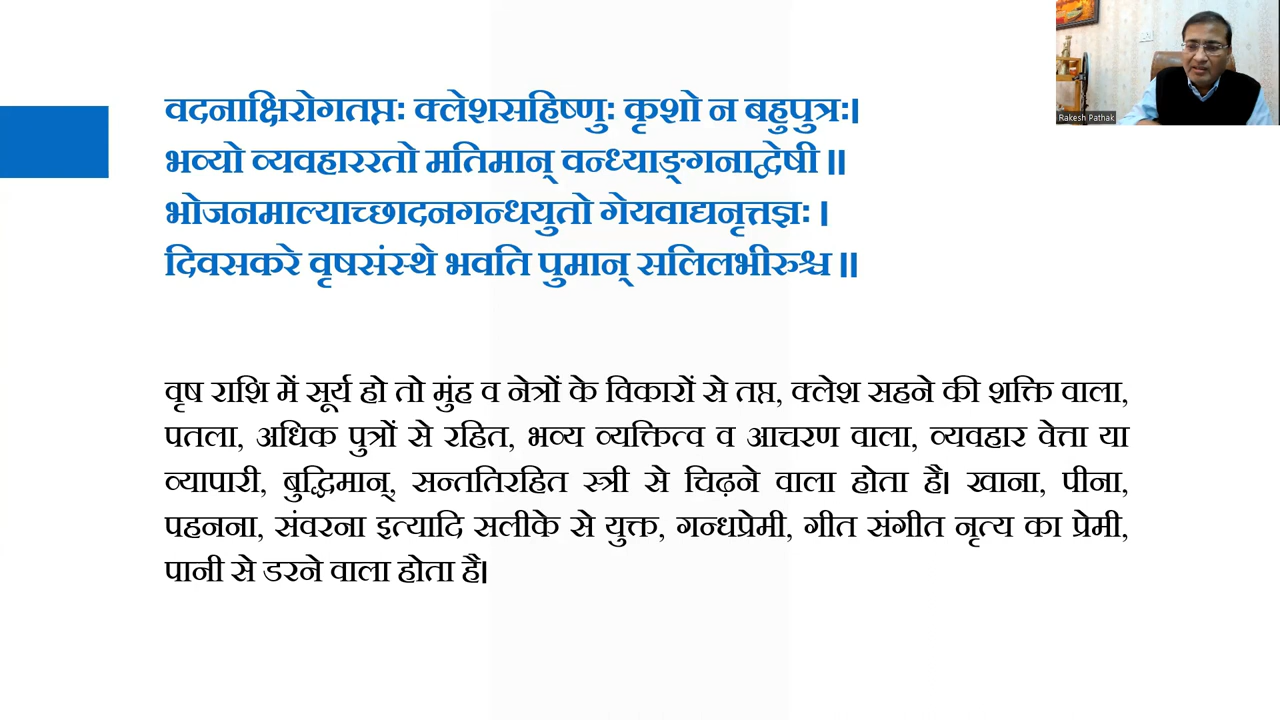 वदनाक्षिरोगतप्तः क्लेशसहिष्णुः कृशो न बहुपुत्रः।
भव्यो व्यवहाररतो मतिमान् वन्ध्याङ्गनाद्वेषी ॥
भोजनमाल्याच्छादनगन्धयुतो गेयवाद्यनृत्तज्ञः ।
दिवसकरे वृषसंस्थे भवति पुमान् सलिलभीरुश्च ॥
वृष राशि में सूर्य हो तो मुंह व नेत्रों के विकारों से तप्त, क्लेश सहने की शक्ति वाला,
पतला, अधिक पुत्रों से रहित, भव्य व्यक्तित्व व आचरण वाला, व्यवहार वेत्ता या
व्यापारी, बुद्धिमान्, सन्ततिरहित स्त्री से चिढ़ने वाला होता है। खाना, पीना,
पहनना, संवरना इत्यादि सलीके से युक्त, गन्धप्रेमी, गीत संगीत नृत्य का प्रेमी,
पानी से डरने वाला होता है।
Rakesh Pathak